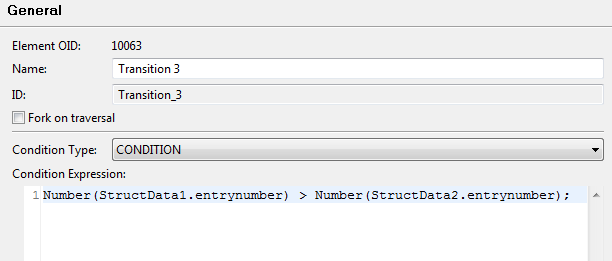 General
Element OID: 10063
Name: Transition 3
ID: Transition_3
Fork on traversal
Condition Type: CONDITION
Condition Expression:
1 Number(StructData1.entrynumber) > Number(StructData2.entrynumber);